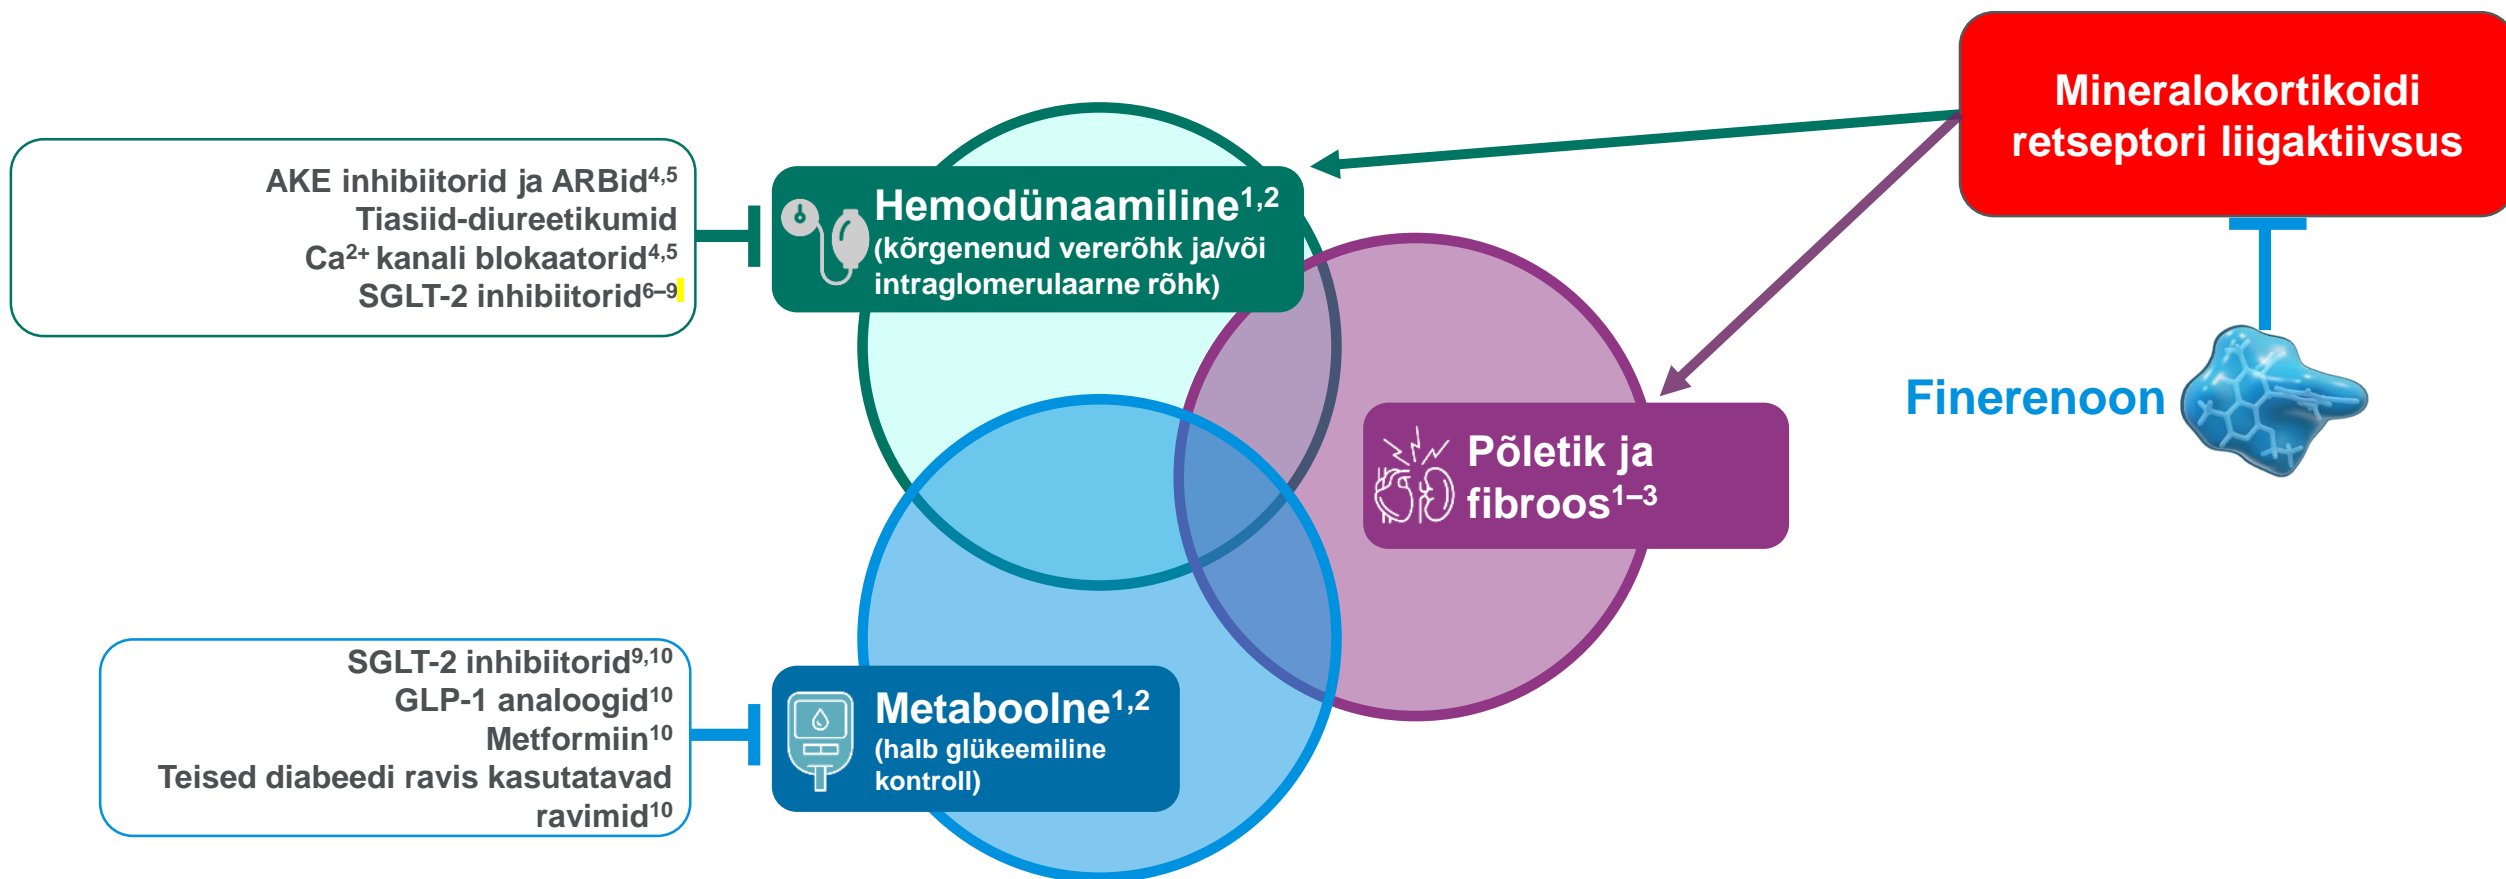 AKE inhibiitorid ja ARBid4,5
Tiasiid-diureetikumid
Ca2+ kanali blokaatorid4,5
SGLT-2 inhibiitorid6–9
Hemodünaamiline1,2
(kõrgenenud vererõhk ja/või
intraglomerulaarne rõhk)
Mineralokortikoidi
retseptori liigaktiivsus
Finerenoon
Põletik ja
fibroos1–3
SGLT-2 inhibiitorid9,10
GLP-1 analoogid10
Metformiin10
Teised diabeedi ravis kasutatavad
ravimid10
Metaboolne1,2
(halb glükeemiline
kontroll)